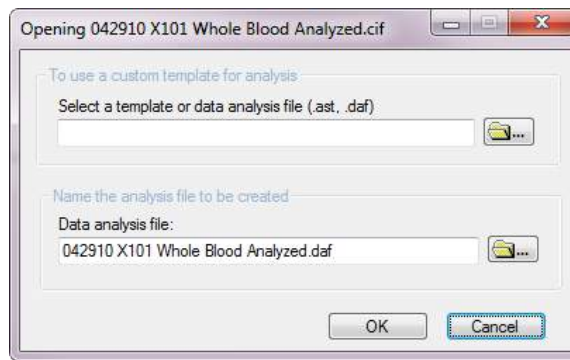 Opening 042910 X101 Whole Blood Analyzed.cif
To use a custom template for analysis
Select a template or data analysis file (.ast, .daf)
...
Name the analysis file to be created
Data analysis file:
042910 X101 Whole Blood Analyzed.daf
...
OK
Cancel